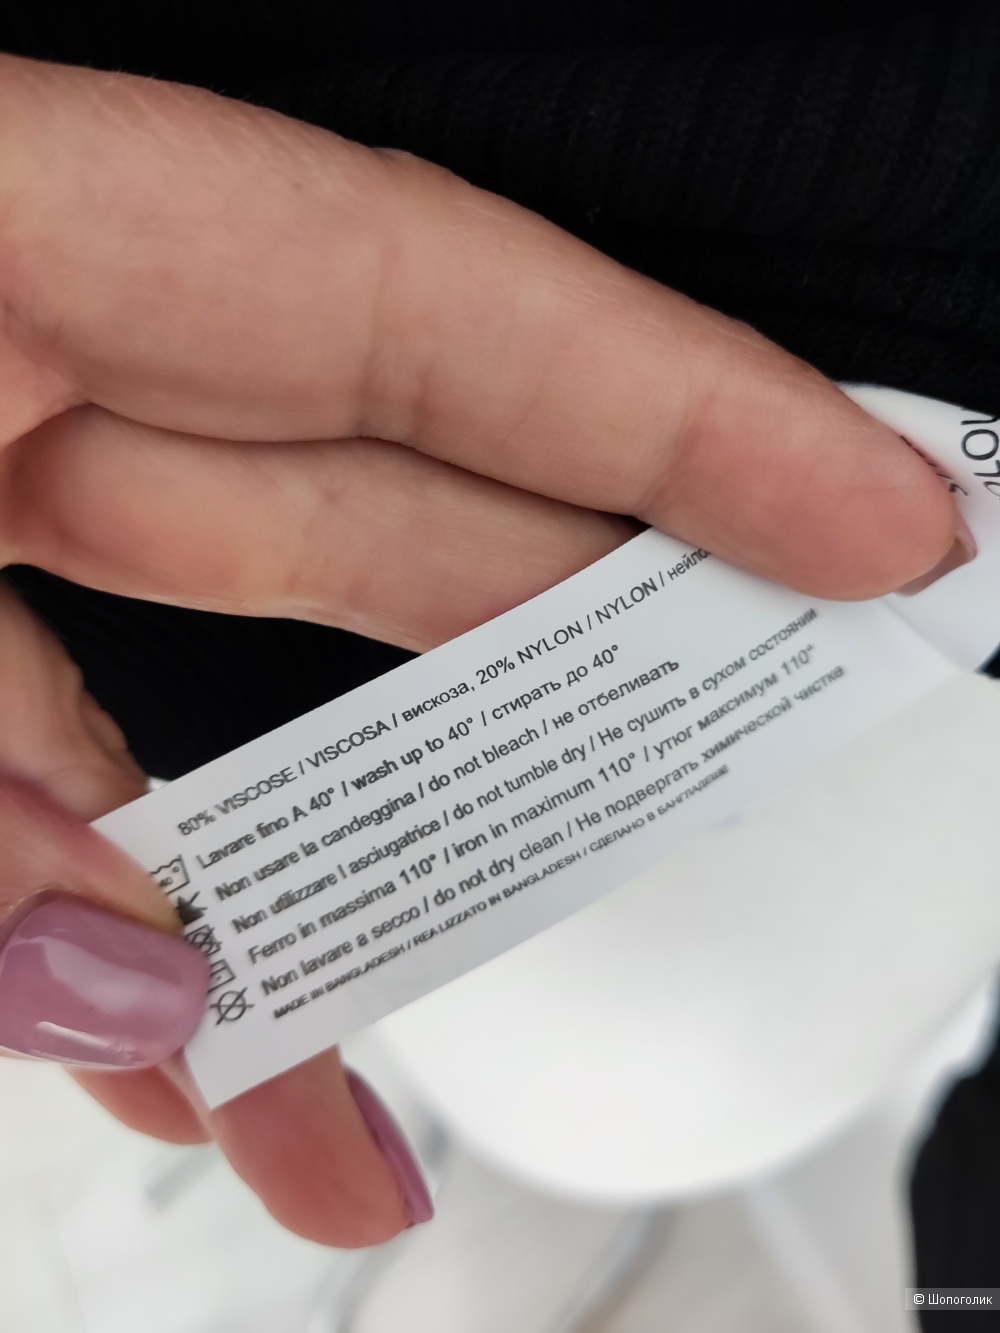 80% VISCOSE / VISCOSA / вискоза, 20% NYLON / NYLON / нейло
Lavare fino A 40° / wash up to 40° / стирать до 40°
Non usare la candeggina / do not bleach / не отбеливать
Non utilizzare l asciugatrice / do not tumble dry / Не сушить в сухом состоянии
Ferro in massima 110° / iron in maximum 110° / утюг максимум 110°
Non lavare a secco / do not dry clean / Не подвергать химической чистке
MADE IN BANGLADESH / REALIZZATO IN BANGLADESH / СДЕЛАНО В БАНГЛАДЕШЕ
© Шопоголик